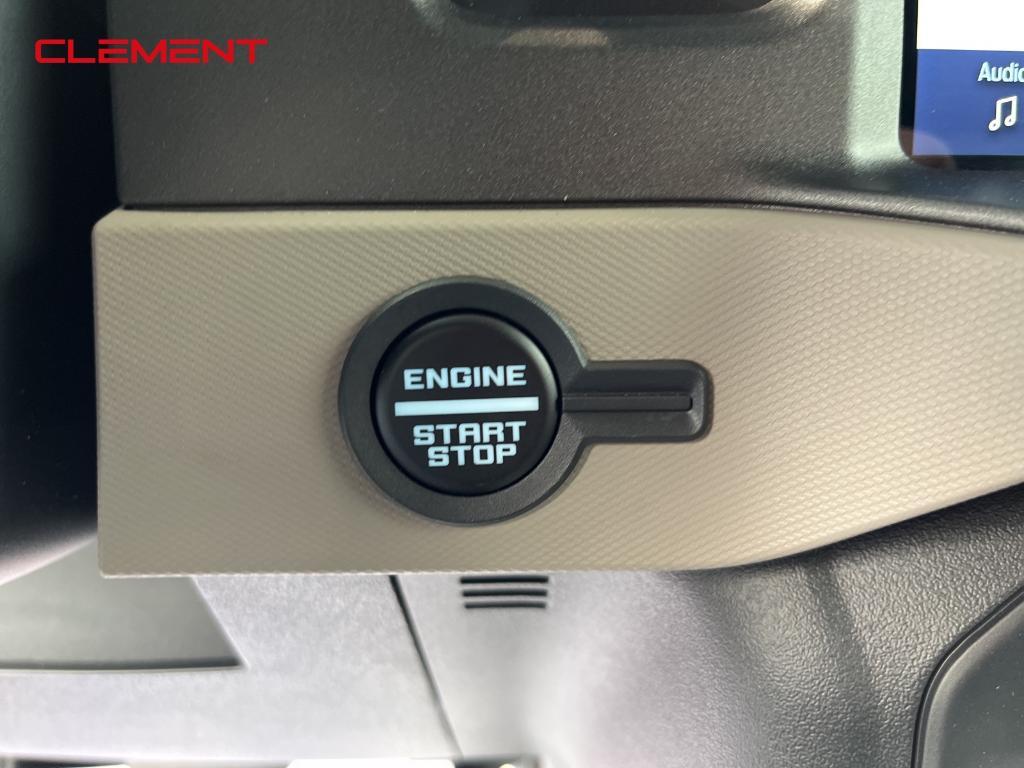 CLEMENT
Audio
ENGINE
START
STOP